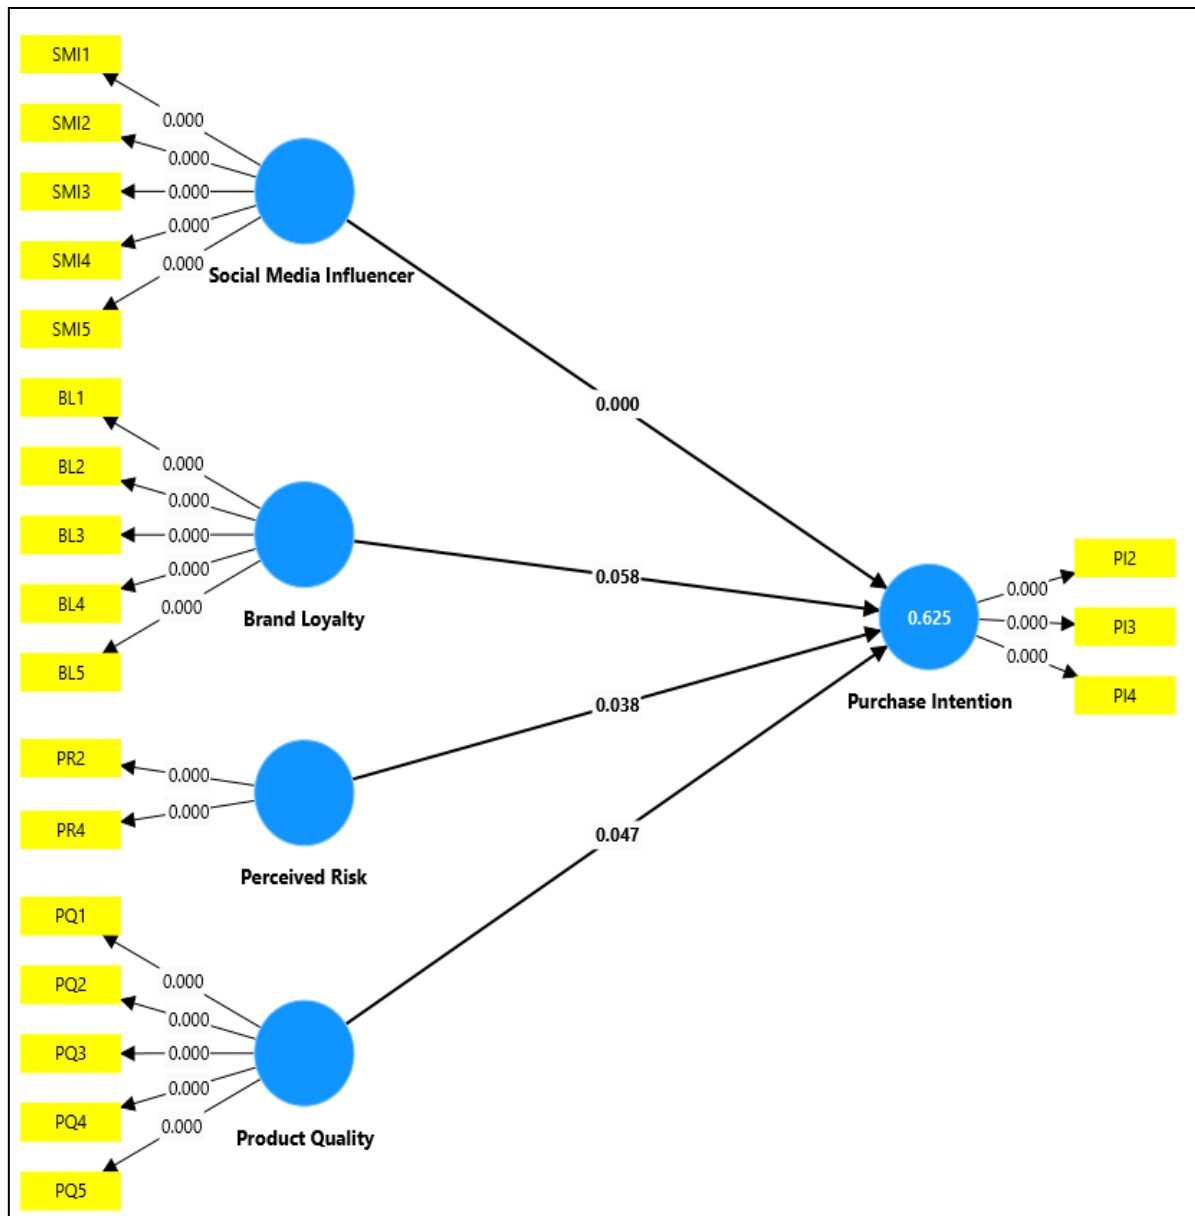 SMI1
0.000
SMI2
0.000
SMI3
0.000
0.000
SMI4
0.000
Social Media Influencer
SMI5
BL1
0.000
0.000
BL2
0.000
BL3
0.000
0.000
BL4
0.000
0.058
Brand Loyalty
BL5
PI2
0.000
0.625
0.000
PI3
0.000
PI4
Purchase Intention
0.038
PR2
0.000
0.000
PR4
Perceived Risk
0.047
PQ1
0.000
PQ2
0.000
PQ3
0.000
0.000
PQ4
0.000
Product Quality
PQ5